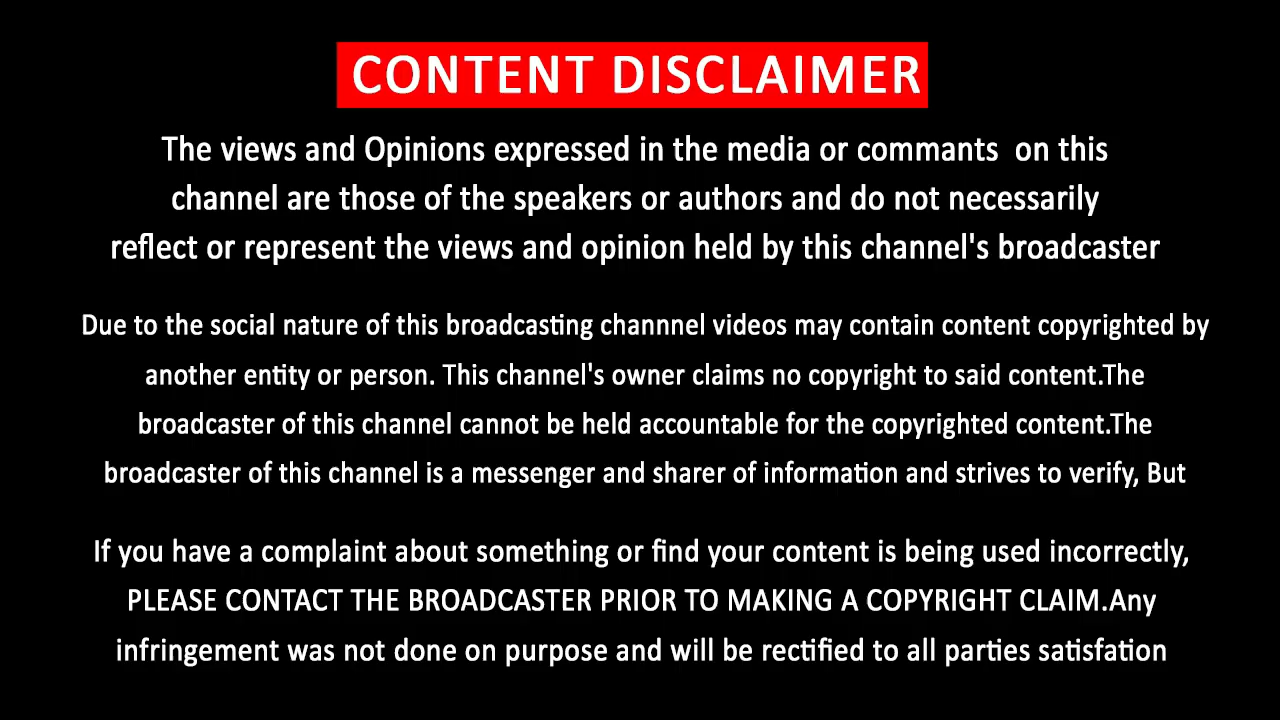 CONTENT DISCLAIMER
The views and Opinions expressed in the media or commants on this
channel are those of the speakers or authors and do not necessarily
reflect or represent the views and opinion held by this channel's broadcaster
Due to the social nature of this broadcasting channnel videos may contain content copyrighted by
another entity or person. This channel's owner claims no copyright to said content.The
broadcaster of this channel cannot be held accountable for the copyrighted content.The
broadcaster of this channel is a messenger and sharer of information and strives to verify, But
If you have a complaint about something or find your content is being used incorrectly,
PLEASE CONTACT THE BROADCASTER PRIOR TO MAKING A COPYRIGHT CLAIM.Any
infringement was not done on purpose and will be rectified to all parties satisfation